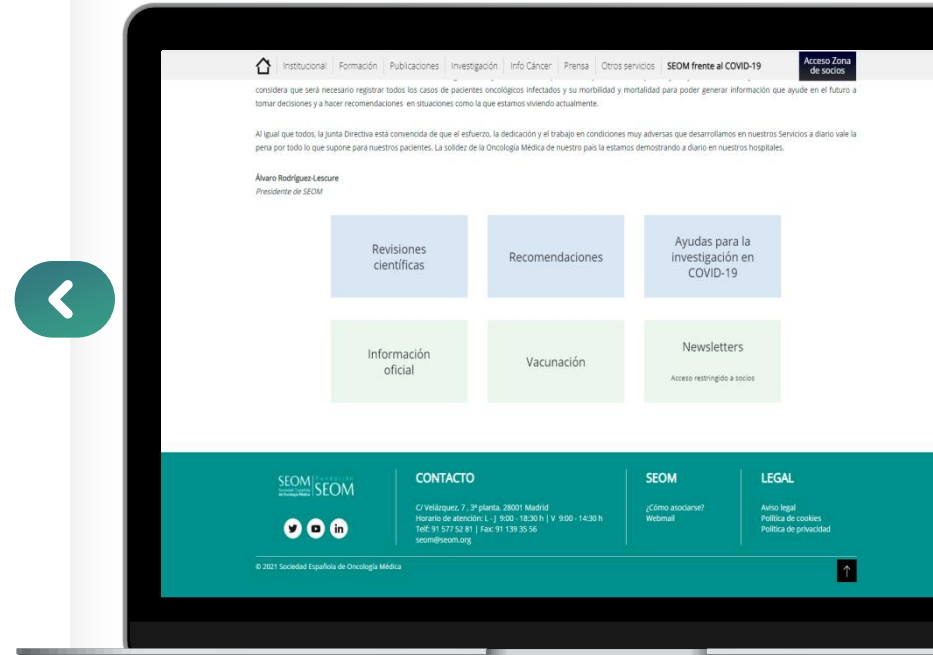 Institucional Formación Publicaciones Investigación Info Cáncer Prensa Otros servicios SEOM frente al COVID-19 Acceso Zona
de socios
considera que será necesario registrar todos los casos de pacientes oncológicos infectados y su morbilidad y mortalidad para poder generar información que ayude en el futuro a
tomar decisiones y a hacer recomendaciones en situaciones como la que estamos viviendo actualmente.
Al igual que todos, la Junta Directiva está convencida de que el esfuerzo, la dedicación y el trabajo en condiciones muy adversas que desarrollamos en nuestros Servicios a diario vale la
pena por todo lo que supone para nuestros pacientes. La solidez de la Oncología Médica de nuestro país la estamos demostrando a diario en nuestros hospitales.
Álvaro Rodríguez-Lescure
Presidente de SEOM
Revisiones
científicas
Recomendaciones
Ayudas para la
investigación en
COVID-19
Información
oficial
Vacunación
Newsletters
Acceso restringido a socios
SEOM
Sociedad Española
de Oncología Médica
Fundación
SEOM
CONTACTO
C/ Velázquez, 7 , 3ª planta. 28001 Madrid
Horario de atención: L - J 9:00 - 18:30 h | V 9:00 - 14:30 h
Telf: 91 577 52 81 | Fax: 91 139 35 56
seom@seom.org
SEOM
¿Cómo asociarse?
Webmail
LEGAL
Aviso legal
Política de cookies
Política de privacidad
© 2021 Sociedad Española de Oncología Médica